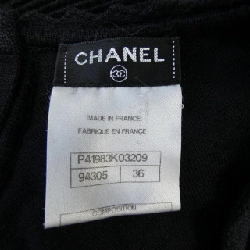 CHANEL
MADE IN FRANCE
FABRIQUE EN FRANCE
P41983K03209
94305 36